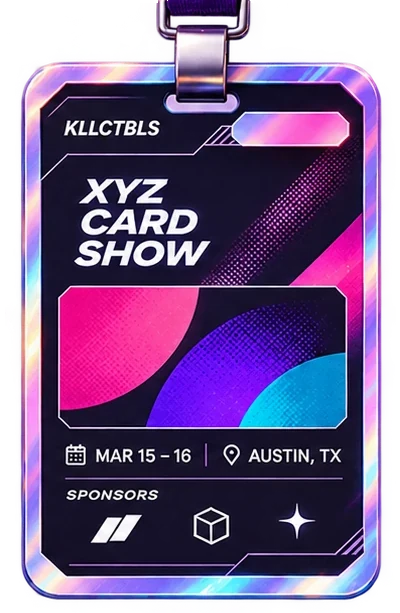 KLLCTBLS
XYZ
CARD
SHOW
MAR 15 – 16 | AUSTIN, TX
SPONSORS